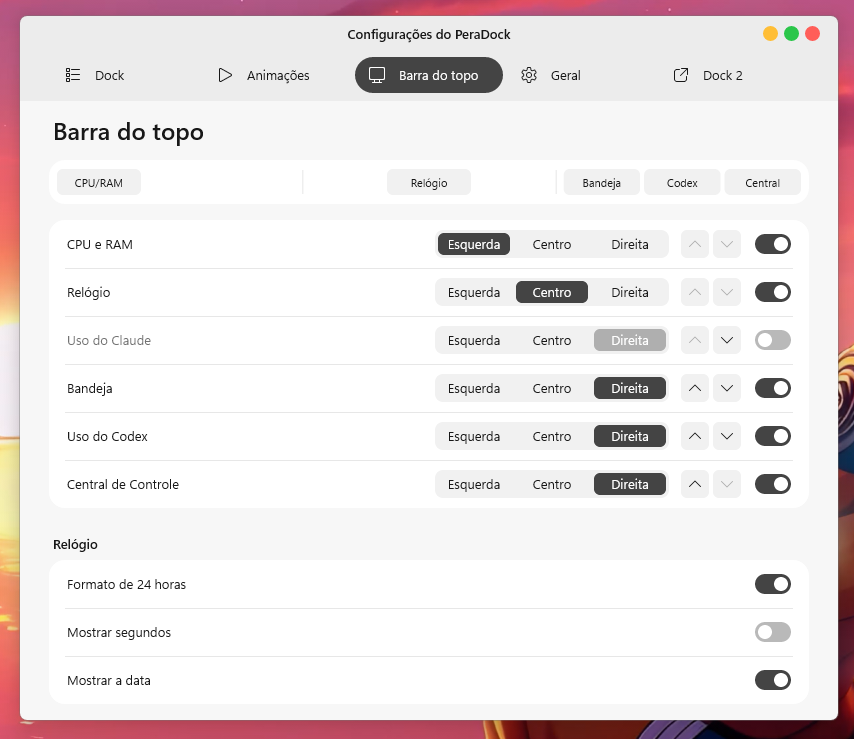 Configurações do PeraDock
Dock Animações Barra do topo Geral Dock 2
Barra do topo
CPU/RAM Relógio Bandeja Codex Central
CPU e RAM Esquerda Centro Direita
Relógio Esquerda Centro Direita
Uso do Claude Esquerda Centro Direita
Bandeja Esquerda Centro Direita
Uso do Codex Esquerda Centro Direita
Central de Controle Esquerda Centro Direita
Relógio
Formato de 24 horas
Mostrar segundos
Mostrar a data